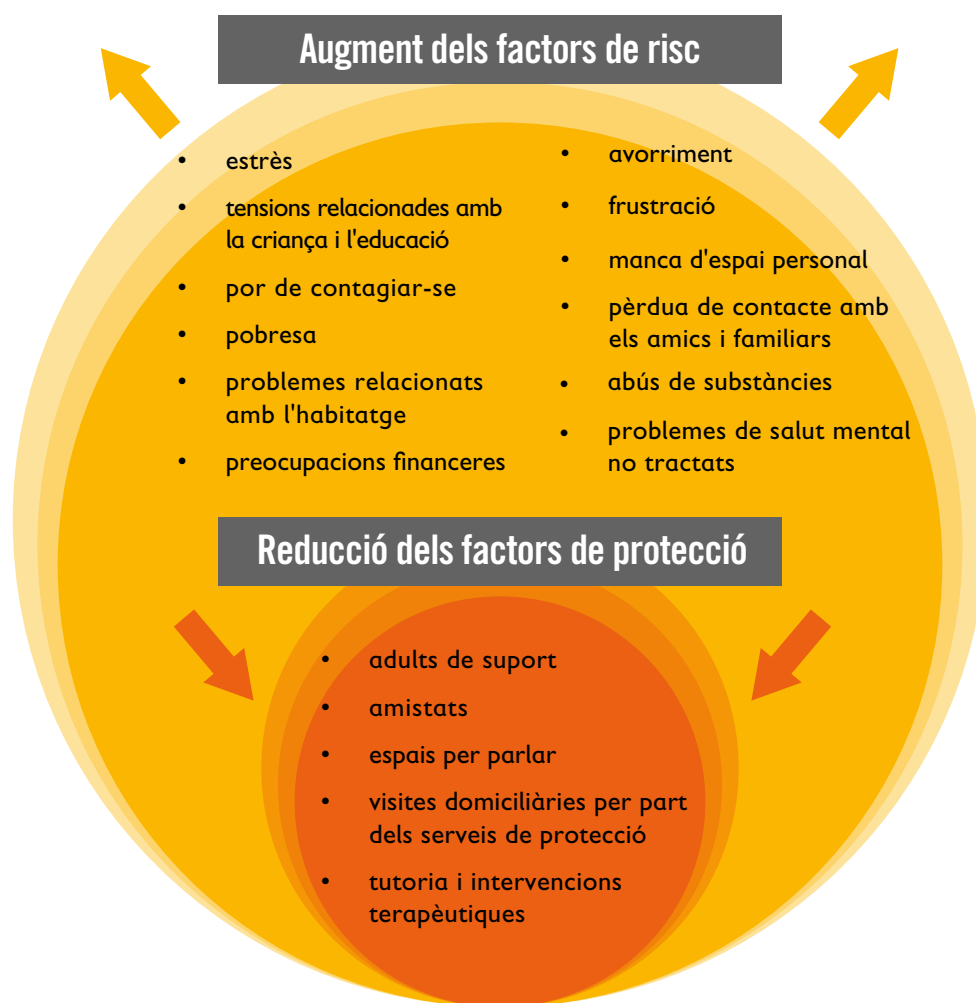 Augment dels factors de risc
• estrès
• tensions relacionades amb
la criança i l'educació
• por de contagiar-se
• pobresa
• problemes relacionats
amb l'habitatge
• preocupacions financeres
• avorriment
• frustració
• manca d'espai personal
• pèrdua de contacte amb
els amics i familiars
• abús de substàncies
• problemes de salut mental
no tractats
Reducció dels factors de protecció
• adults de suport
• amistats
• espais per parlar
• visites domiciliàries per part
dels serveis de protecció
• tutoria i intervencions
terapèutiques